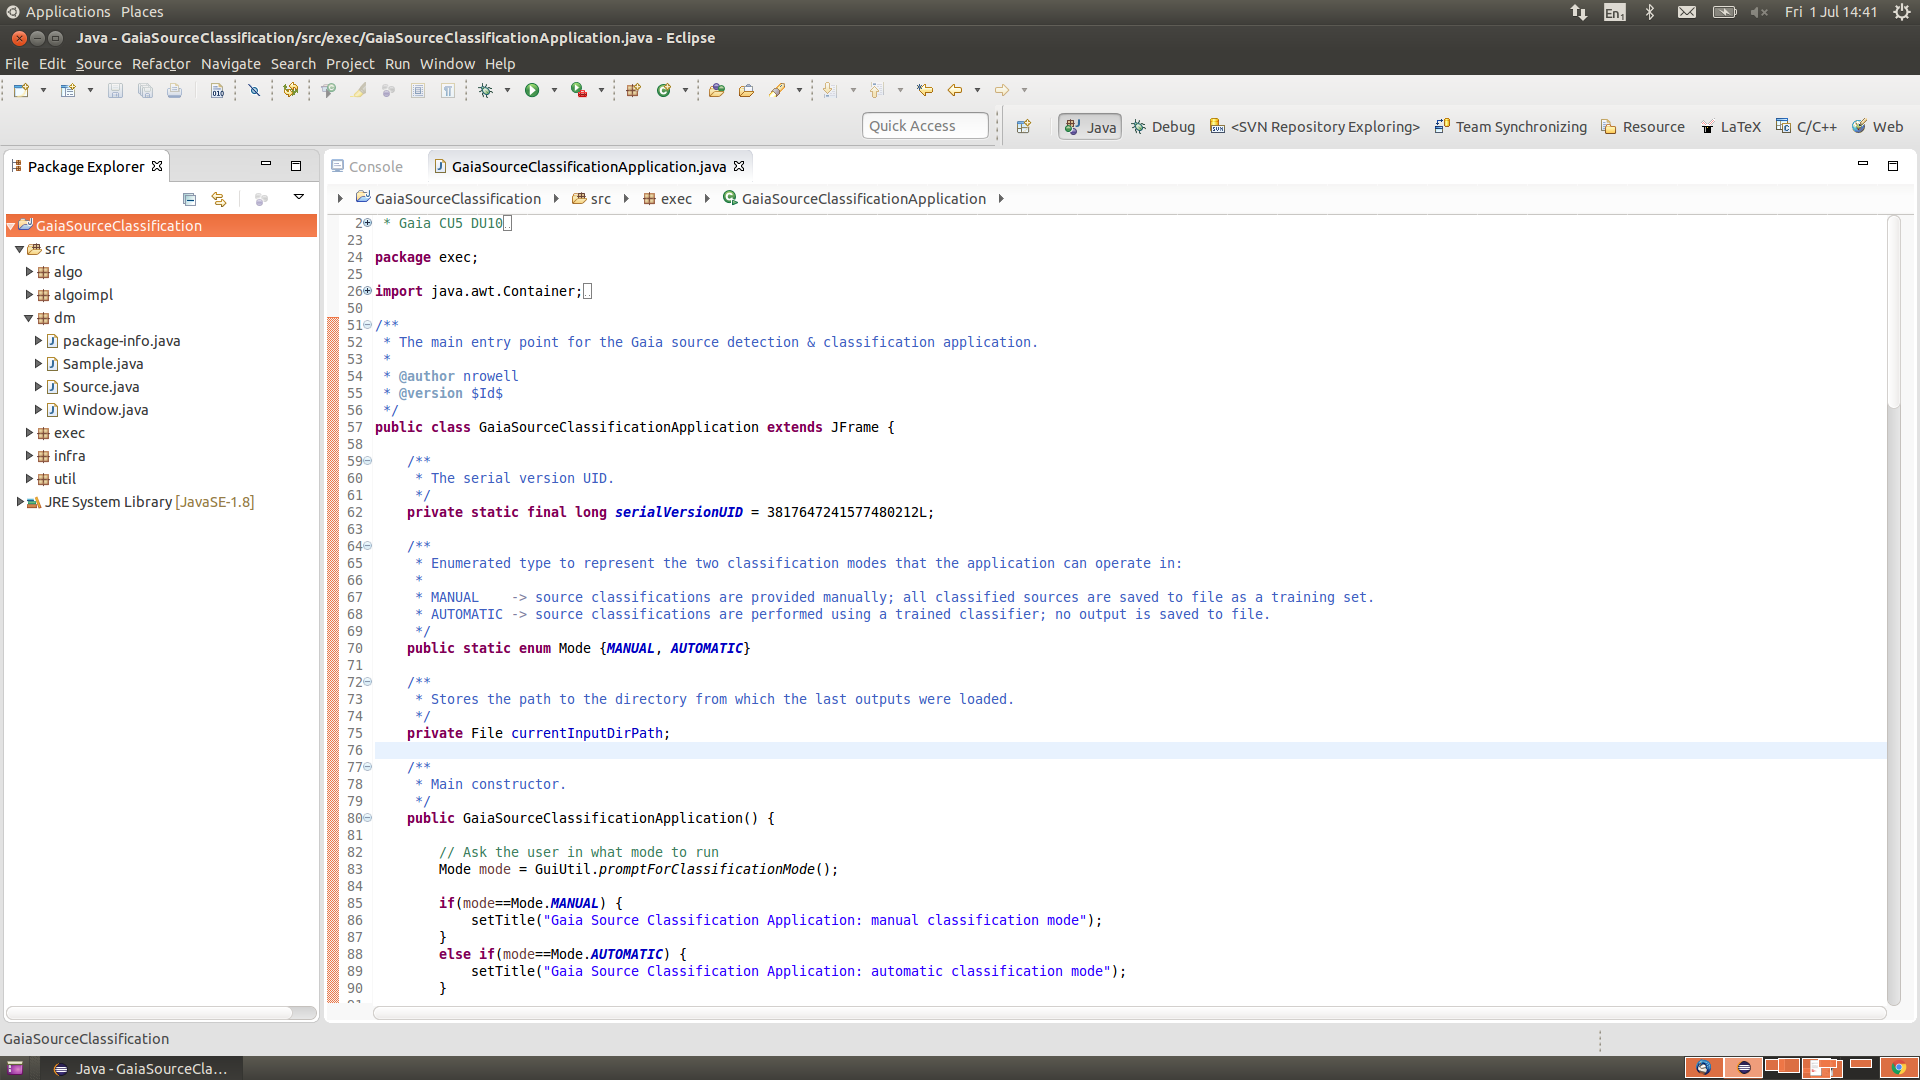 Applications Places
En1
Fri 1 Jul 14:41
Java - GaiaSourceClassification/src/exec/GaiaSourceClassificationApplication.java - Eclipse
File Edit Source Refactor Navigate Search Project Run Window Help
010
Quick Access
Java
Debug
<SVN Repository Exploring>
Team Synchronizing
Resource
LaTeX
C/C++
Web
Package Explorer
Console
GaiaSourceClassificationApplication.java
GaiaSourceClassification
src
exec
GaiaSourceClassificationApplication
GaiaSourceClassification
src
algo
algoimpl
dm
package-info.java
Sample.java
Source.java
Window.java
exec
infra
util
JRE System Library [JavaSE-1.8]
2 * Gaia CU5 DU10
23
24 package exec;
25
26 import java.awt.Container;
50
51 /**
52 * The main entry point for the Gaia source detection & classification application.
53 *
54 * @author nrowell
55 * @version $Id$
56 */
57 public class GaiaSourceClassificationApplication extends JFrame {
58
59 /**
60 * The serial version UID.
61 */
62 private static final long serialVersionUID = 3817647241577480212L;
63
64 /**
65 * Enumerated type to represent the two classification modes that the application can operate in:
66 *
67 * MANUAL -> source classifications are provided manually; all classified sources are saved to file as a training set.
68 * AUTOMATIC -> source classifications are performed using a trained classifier; no output is saved to file.
69 */
70 public static enum Mode {MANUAL, AUTOMATIC}
71
72 /**
73 * Stores the path to the directory from which the last outputs were loaded.
74 */
75 private File currentInputDirPath;
76
77 /**
78 * Main constructor.
79 */
80 public GaiaSourceClassificationApplication() {
81
82 // Ask the user in what mode to run
83 Mode mode = GuiUtil.promptForClassificationMode();
84
85 if(mode==Mode.MANUAL) {
86 setTitle("Gaia Source Classification Application: manual classification mode");
87 }
88 else if(mode==Mode.AUTOMATIC) {
89 setTitle("Gaia Source Classification Application: automatic classification mode");
90 }
GaiaSourceClassification
Java - GaiaSourceCla...